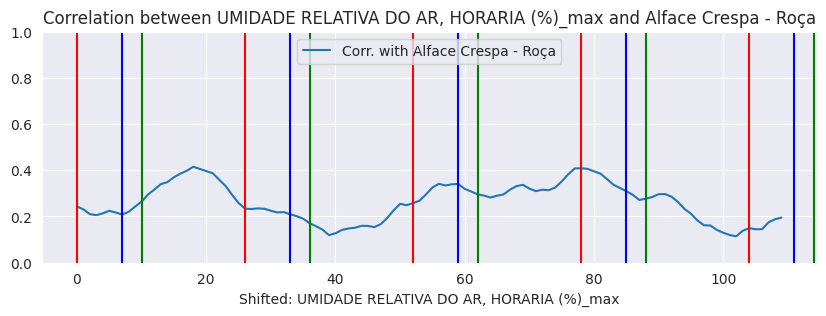 Correlation between UMIDADE RELATIVA DO AR, HORARIA (%)_max and Alface Crespa - Roça
Corr. with Alface Crespa - Roça
1.0
0.8
0.6
0.4
0.2
0.0
0 20 40 60 80 100
Shifted: UMIDADE RELATIVA DO AR, HORARIA (%)_max